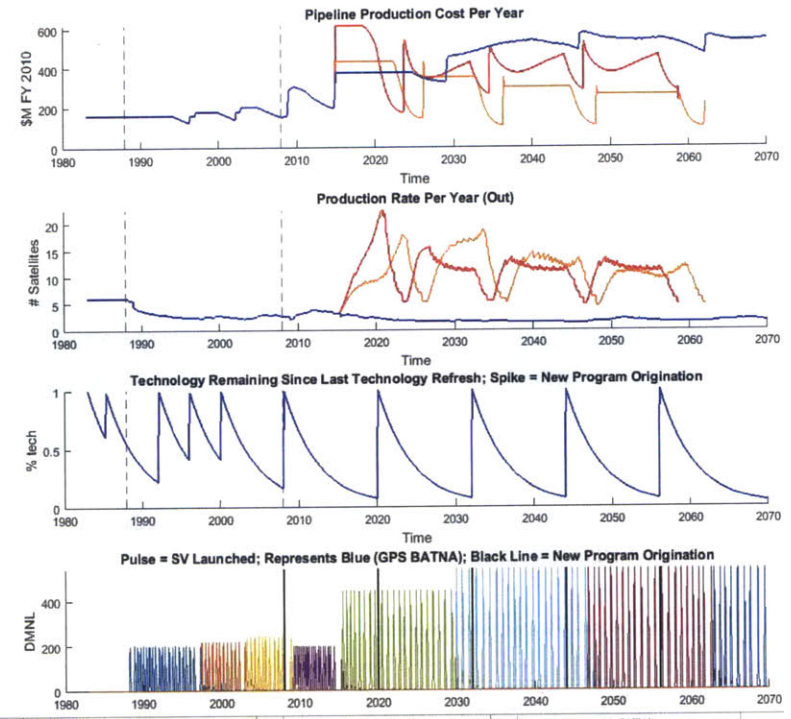 Pipeline Production Cost Per Year
$M FY 2010
600
400
200
0
1980 1990 2000 2010 2020 2030 2040 2050 2060 2070
Time
Production Rate Per Year (Out)
# Satellites
20
15
10
5
0
1980 1990 2000 2010 2020 2030 2040 2050 2060 2070
Time
Technology Remaining Since Last Technology Refresh; Spike = New Program Origination
% tech
1
0.5
0
1980 1990 2000 2010 2020 2030 2040 2050 2060 2070
Time
Pulse = SV Launched; Represents Blue (GPS BATNA); Black Line = New Program Origination
DMNL
400
200
0
1980 1990 2000 2010 2020 2030 2040 2050 2060 2070